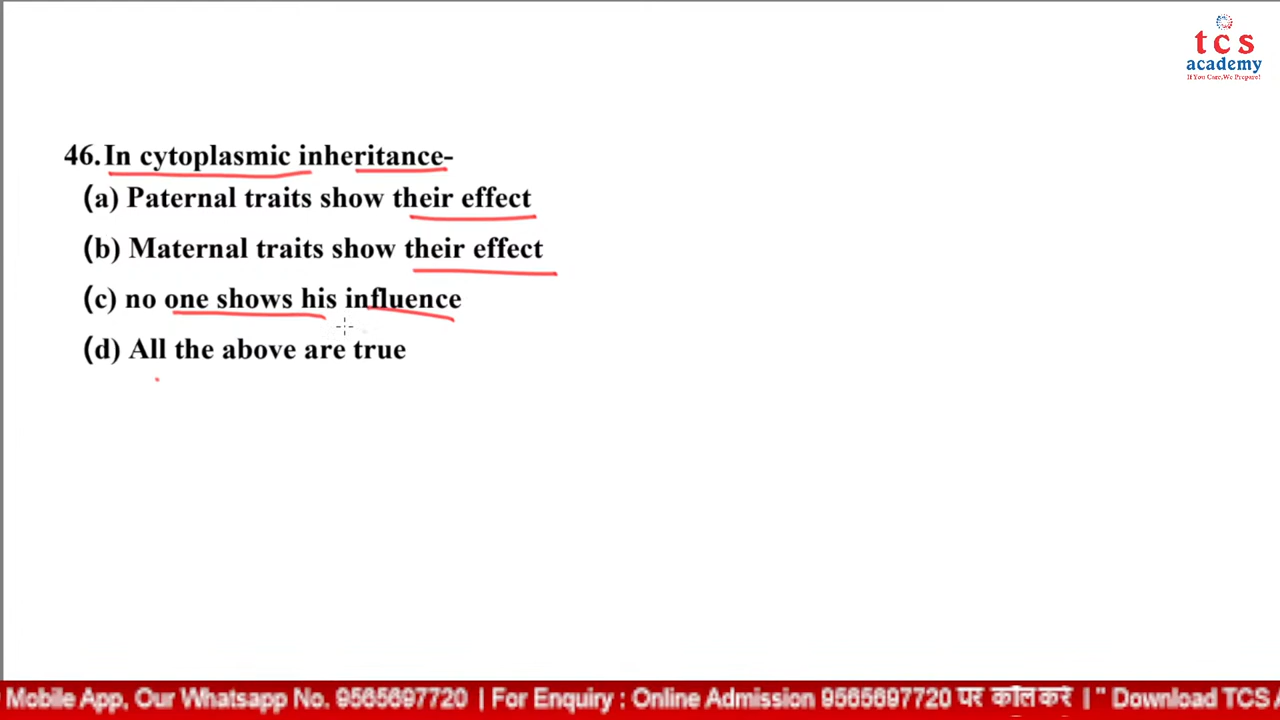 tcs
academy
If You Care,We Prepare!
46. In cytoplasmic inheritance-
(a) Paternal traits show their effect
(b) Maternal traits show their effect
(c) no one shows his influence
(d) All the above are true
Mobile App, Our Whatsapp No. 9565697720 | For Enquiry : Online Admission 9565697720 पर कॉल करें | " Download TCS